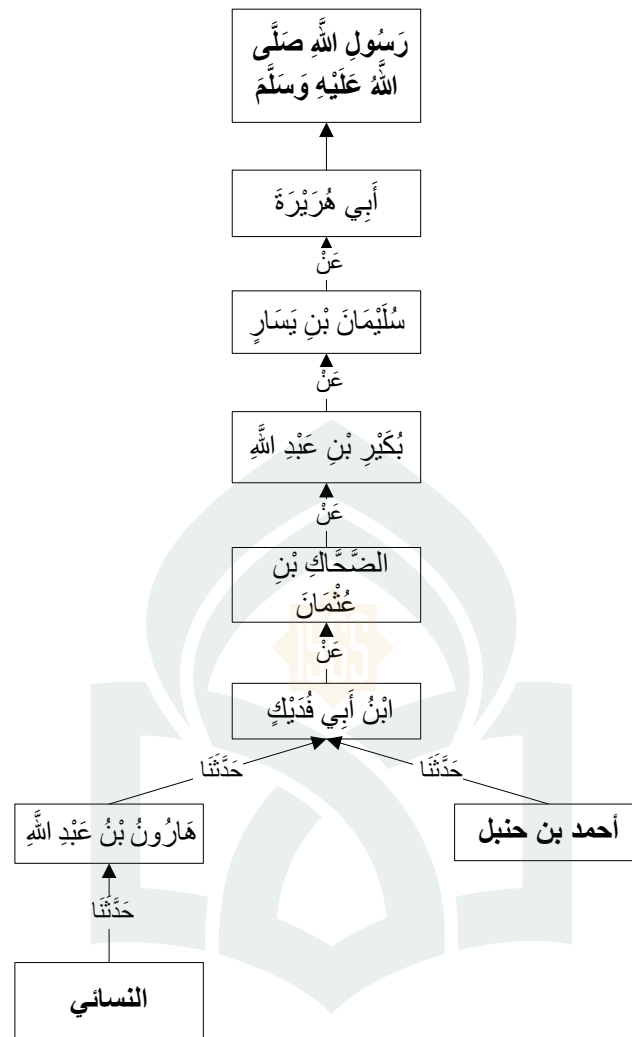 رَسُولِ اللَّهِ صَلَّى
اللَّهُ عَلَيْهِ وَسَلَّمَ
أَبِي هُرَيْرَةَ
عَنْ
سُلَيْمَانَ بْنِ يَسَارٍ
عَنْ
بُكَيْرِ بْنِ عَبْدِ اللَّهِ
عَنْ
الضَّحَّاكِ بْنِ
عُثْمَانَ
عَنْ
ابْنُ أَبِي فُدَيْكٍ
حَدَّثَنَا
حَدَّثَنَا
أحمد بن حنبل
هَارُونُ بْنُ عَبْدِ اللَّهِ
حَدَّثَنَا
النسائي